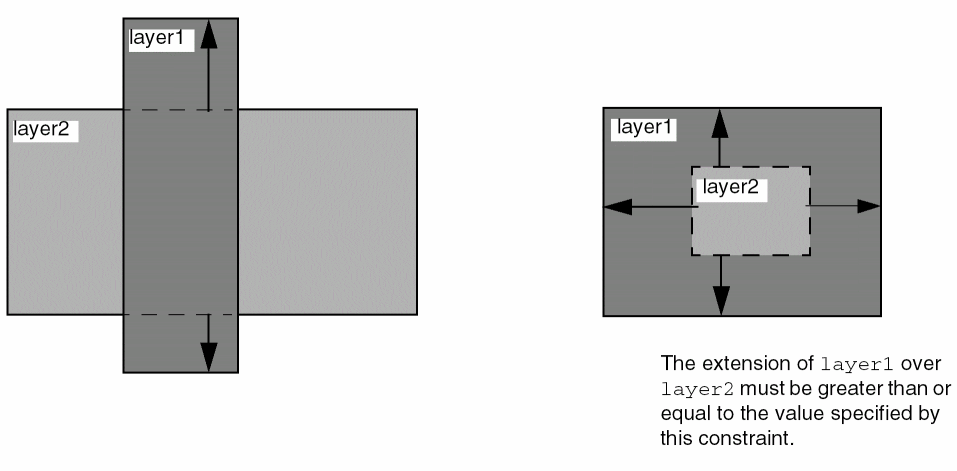 layer1
layer2
layer1
layer2
The extension of layer1 over
layer2 must be greater than or
equal to the value specified by
this constraint.